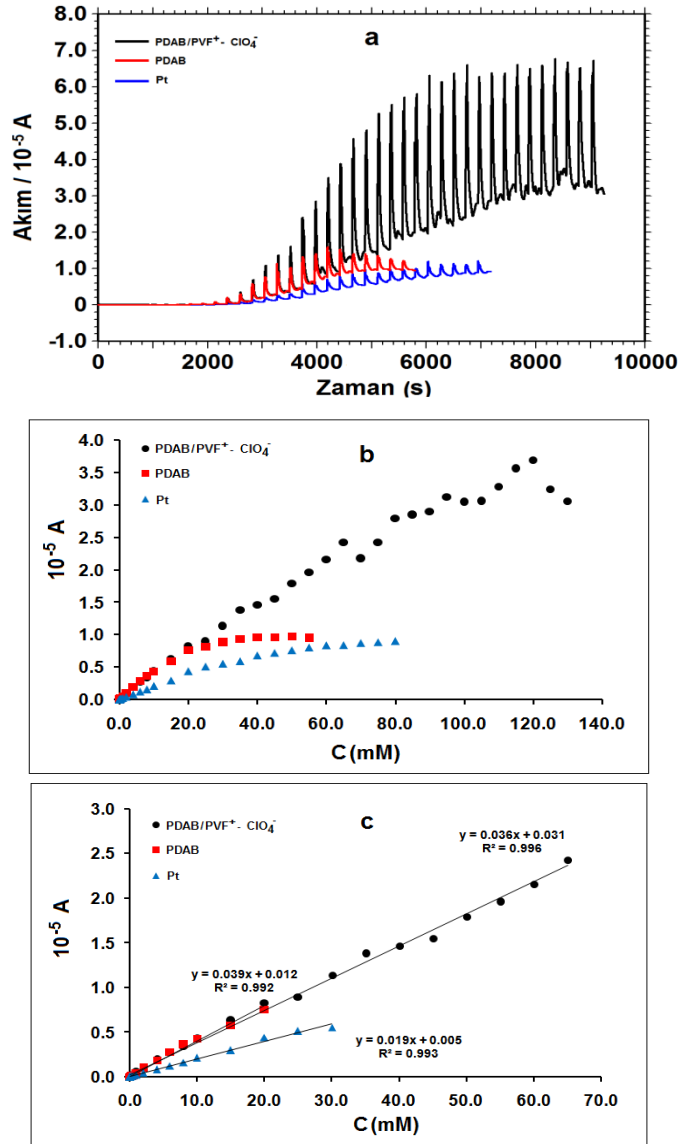 8.0
7.0
6.0
5.0
4.0
3.0
2.0
1.0
0
-1.0
Akım / 10⁻⁵ A
PDAB/PVF⁺- ClO₄⁻
PDAB
Pt
a
0 2000 4000 6000 8000 10000
Zaman (s)
4.0
3.5
3.0
2.5
2.0
1.5
1.0
0.5
0.0
10⁻⁵ A
PDAB/PVF⁺- ClO₄⁻
PDAB
Pt
b
0.0 20.0 40.0 60.0 80.0 100.0 120.0 140.0
C (mM)
3.0
2.5
2.0
1.5
1.0
0.5
0.0
10⁻⁵ A
PDAB/PVF⁺- ClO₄⁻
PDAB
Pt
c
y = 0.036x + 0.031
R² = 0.996
y = 0.039x + 0.012
R² = 0.992
y = 0.019x + 0.005
R² = 0.993
0.0 10.0 20.0 30.0 40.0 50.0 60.0 70.0
C (mM)